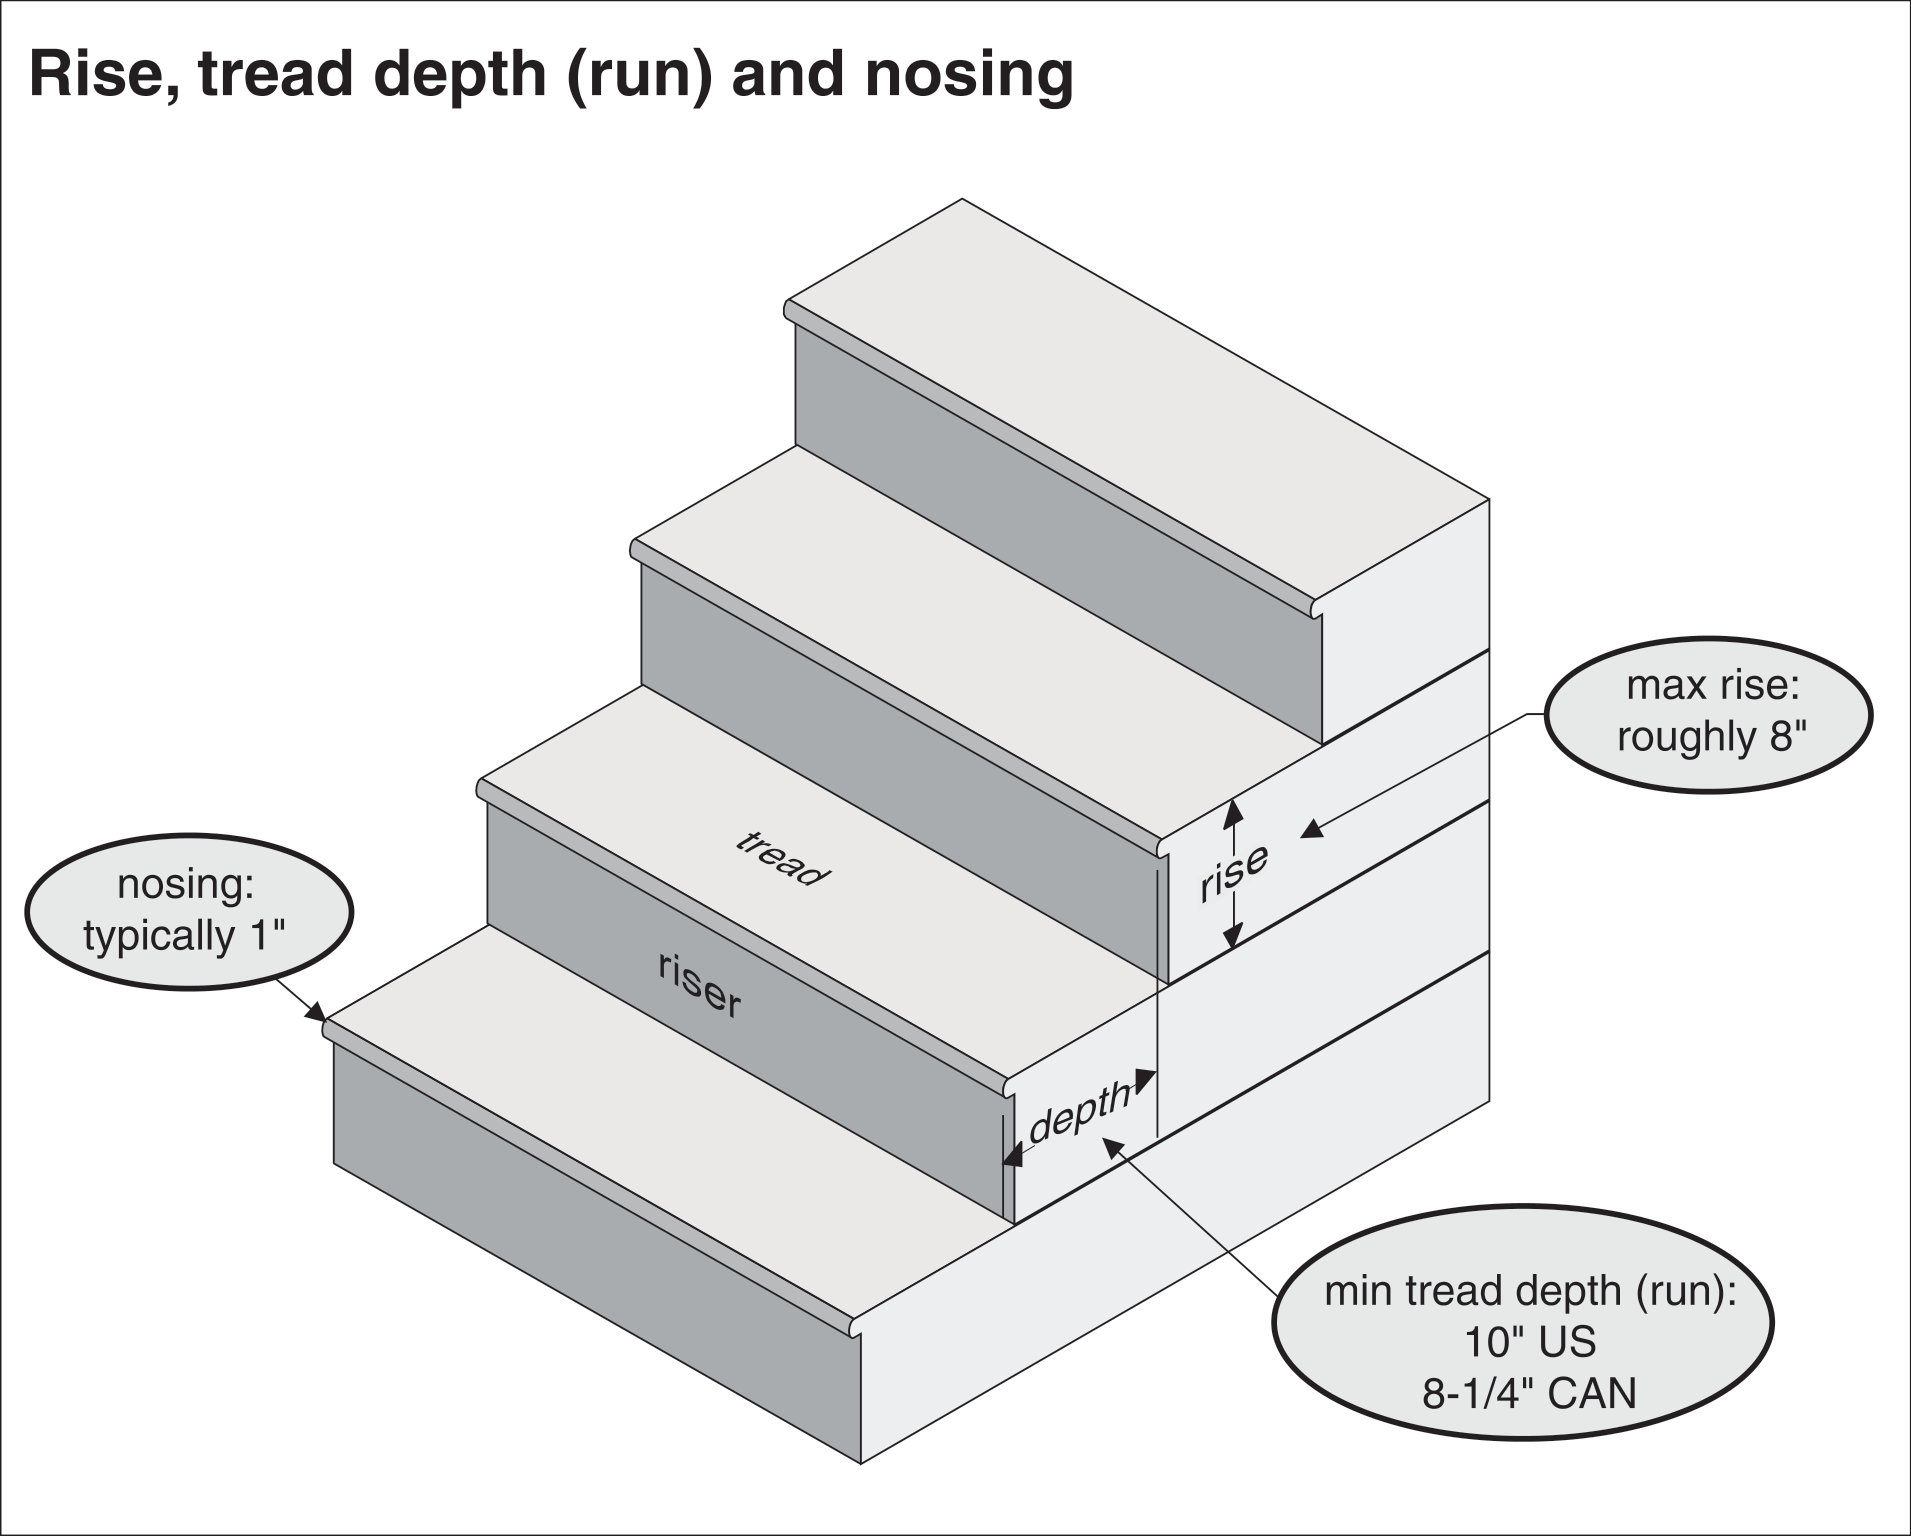 Rise, tread depth (run) and nosing
max rise:
roughly 8"
tread
rise
nosing:
typically 1"
riser
depth
min tread depth (run):
10" US
8-1/4" CAN